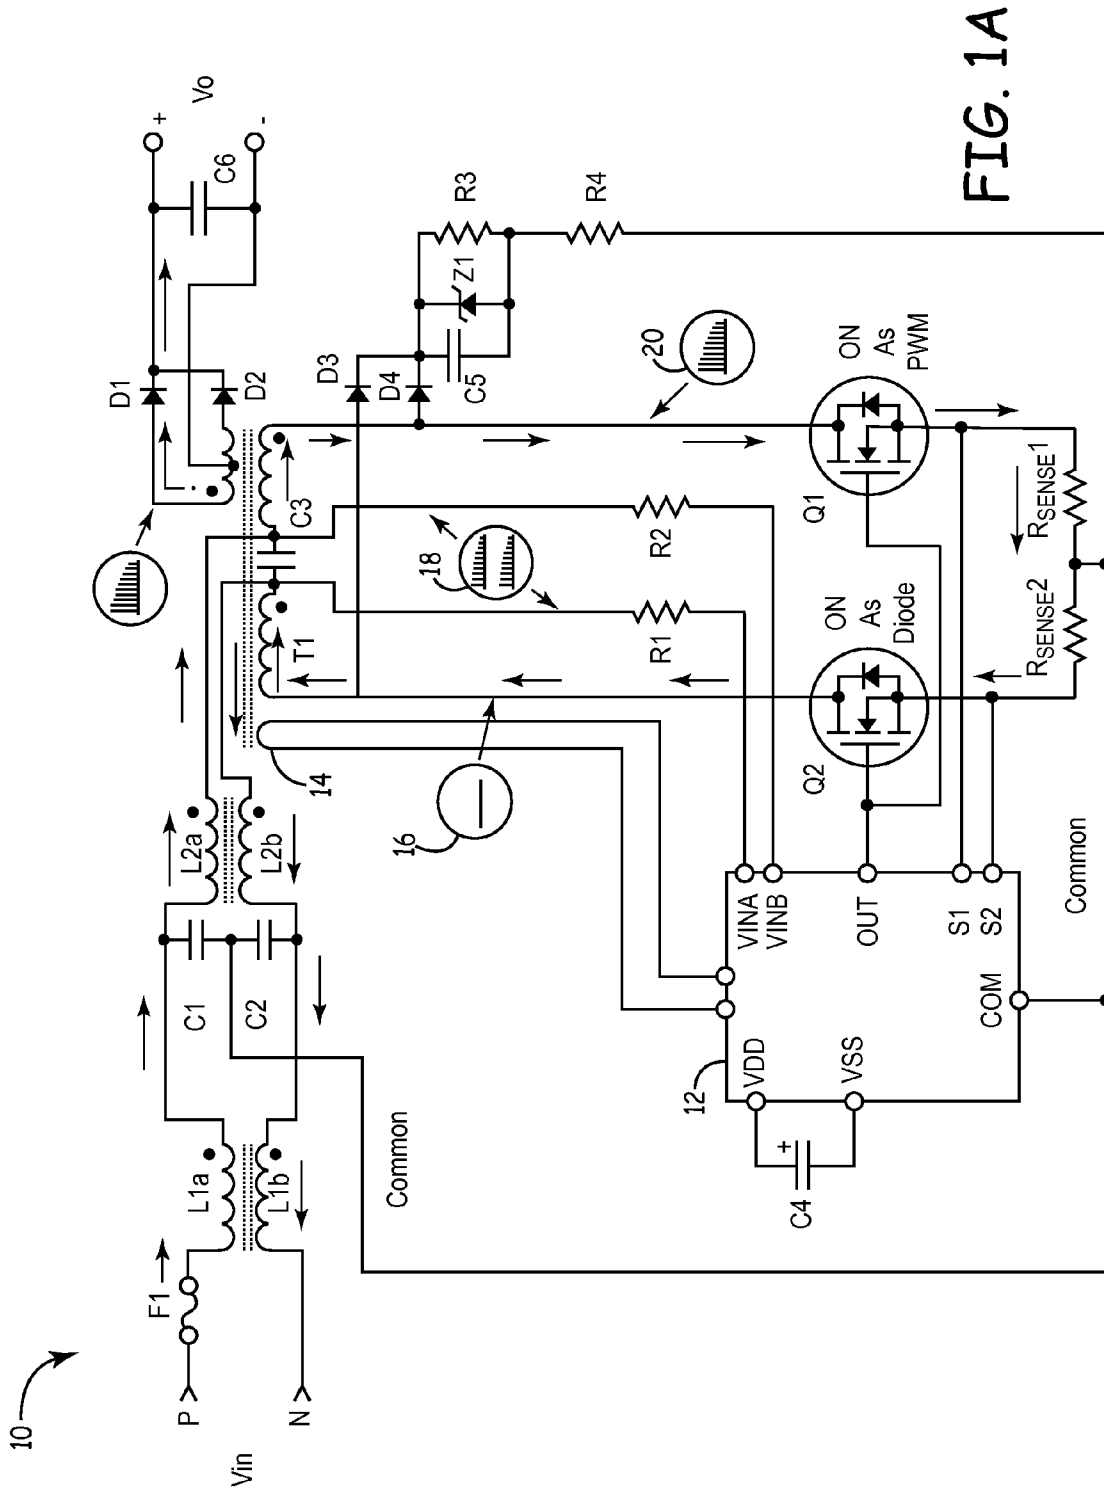 10
Vin
P
N
F1
L1a
L1b
Common
C1
C2
L2a
L2b
14
T1
C3
D1
D2
+
-
Vo
C6
D3
D4
C5
Z1
R3
R4
16
18
20
R1
R2
12
VDD
VSS
+
C4
VINA
VINB
OUT
S1
S2
COM
Common
Q2
ON
As
Diode
Q1
ON
As
PWM
RSENSE2
RSENSE1
FIG. 1A